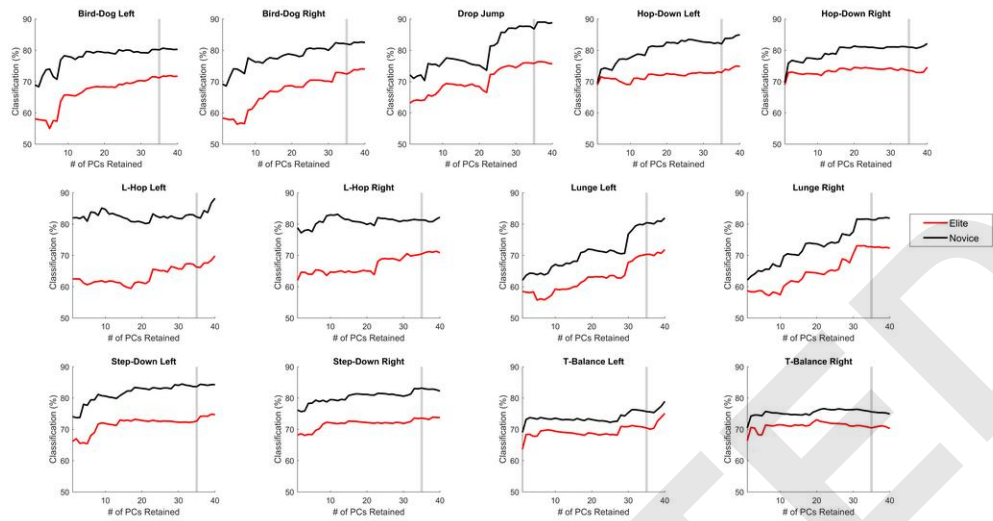 Bird-Dog Left
Bird-Dog Right
Drop Jump
Hop-Down Left
Hop-Down Right
Classification (%)
90
80
70
60
50
10 20 30 40
# of PCs Retained
Classification (%)
90
80
70
60
50
10 20 30 40
# of PCs Retained
Classification (%)
90
80
70
60
50
10 20 30 40
# of PCs Retained
Classification (%)
90
80
70
60
50
10 20 30 40
# of PCs Retained
Classification (%)
90
80
70
60
50
10 20 30 40
# of PCs Retained
L-Hop Left
L-Hop Right
Lunge Left
Lunge Right
Classification (%)
90
80
70
60
50
10 20 30 40
# of PCs Retained
Classification (%)
90
80
70
60
50
10 20 30 40
# of PCs Retained
Classification (%)
90
80
70
60
50
10 20 30 40
# of PCs Retained
Classification (%)
90
80
70
60
50
10 20 30 40
# of PCs Retained
Elite
Novice
Step-Down Left
Step-Down Right
T-Balance Left
T-Balance Right
Classification (%)
90
80
70
60
50
10 20 30 40
# of PCs Retained
Classification (%)
90
80
70
60
50
10 20 30 40
# of PCs Retained
Classification (%)
90
80
70
60
50
10 20 30 40
# of PCs Retained
Classification (%)
90
80
70
60
50
10 20 30 40
# of PCs Retained
TED